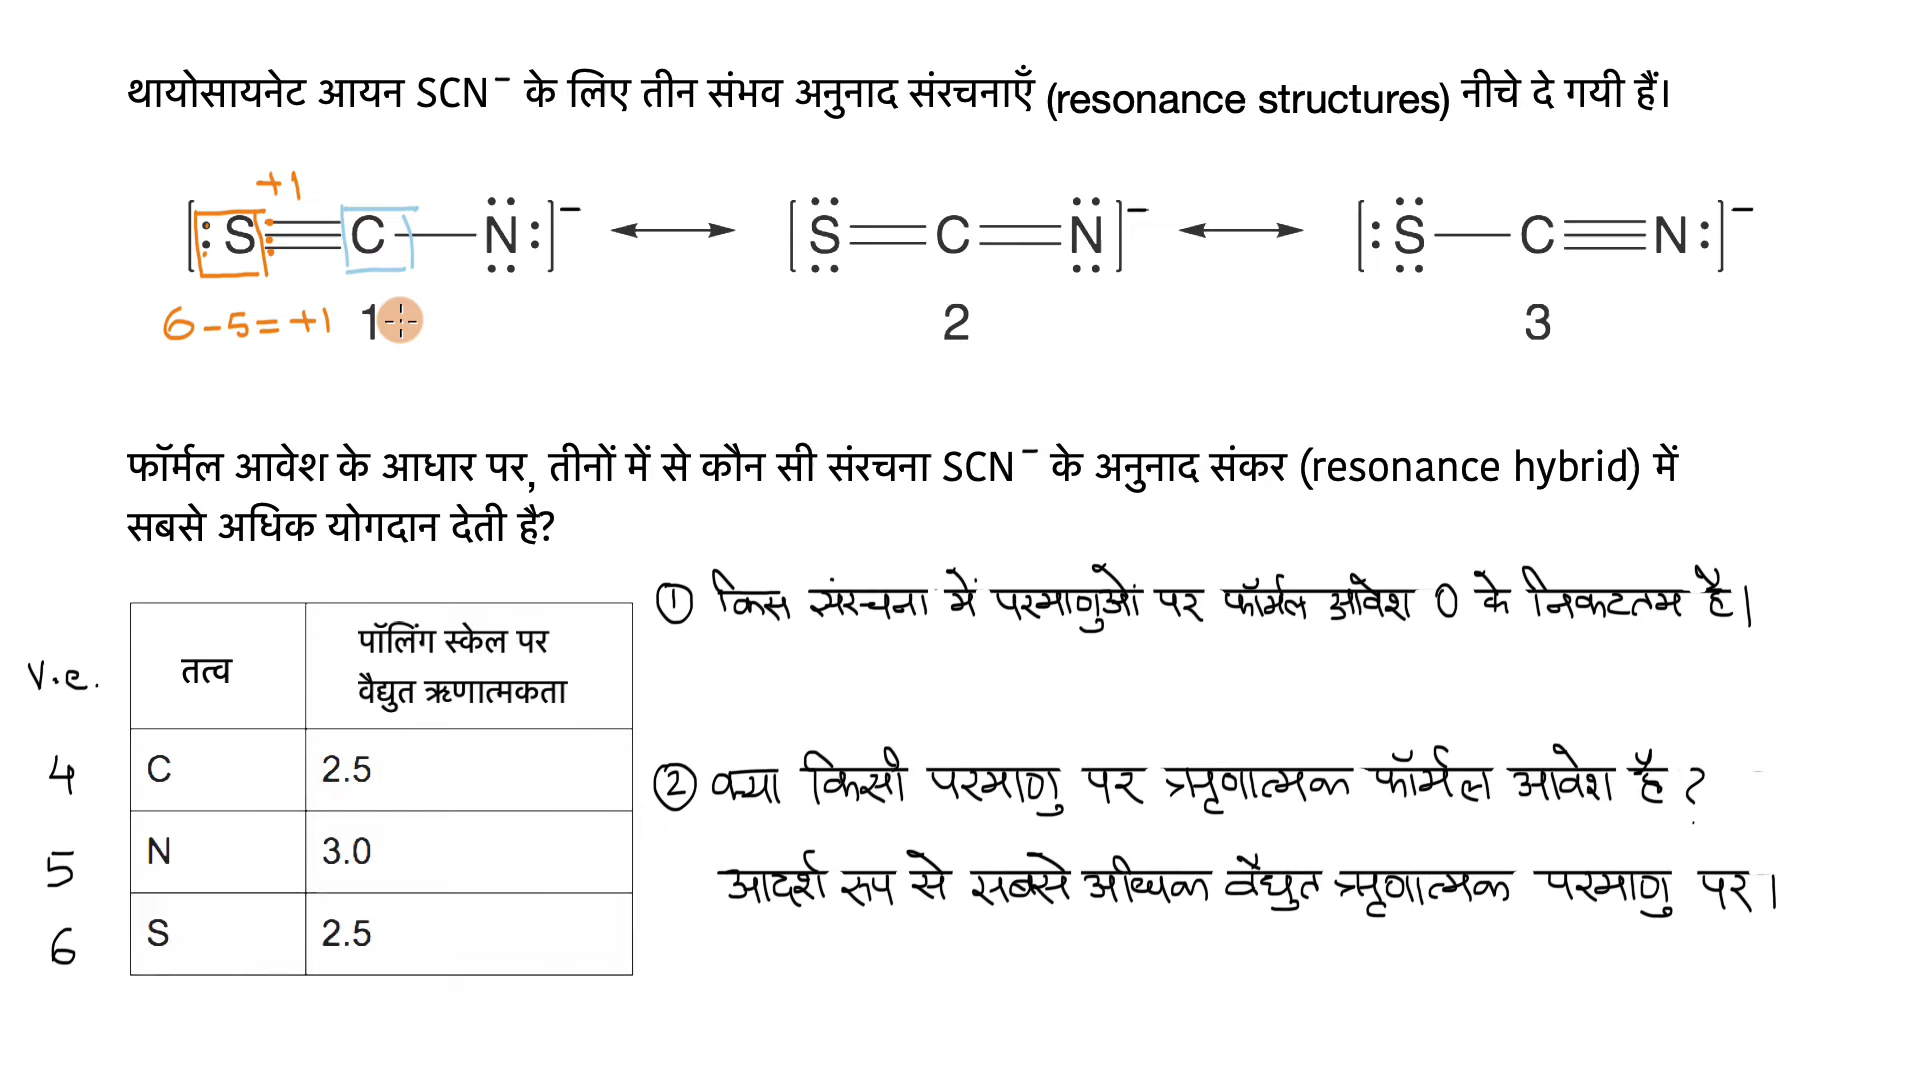 थायोसायनेट आयन SCN⁻ के लिए तीन संभव अनुनाद संरचनाएँ (resonance structures) नीचे दे गयी हैं।
+1
[:S≡C—N:]⁻ ⟷ [S=C=N]⁻ ⟷ [:S—C≡N:]⁻
6-5=+1 1 2 3
फॉर्मल आवेश के आधार पर, तीनों में से कौन सी संरचना SCN⁻ के अनुनाद संकर (resonance hybrid) में
सबसे अधिक योगदान देती है?
① किस संरचना में परमाणुओं पर फॉर्मल आवेश 0 के निकटतम है।
v.e. तत्व पॉलिंग स्केल पर
वैद्युत ऋणात्मकता
4 C 2.5
② क्या किसी परमाणु पर ऋणात्मक फॉर्मल आवेश है?
5 N 3.0
आदर्श रुप से सबसे अधिक वैद्युत ऋणात्मक परमाणु पर।
6 S 2.5